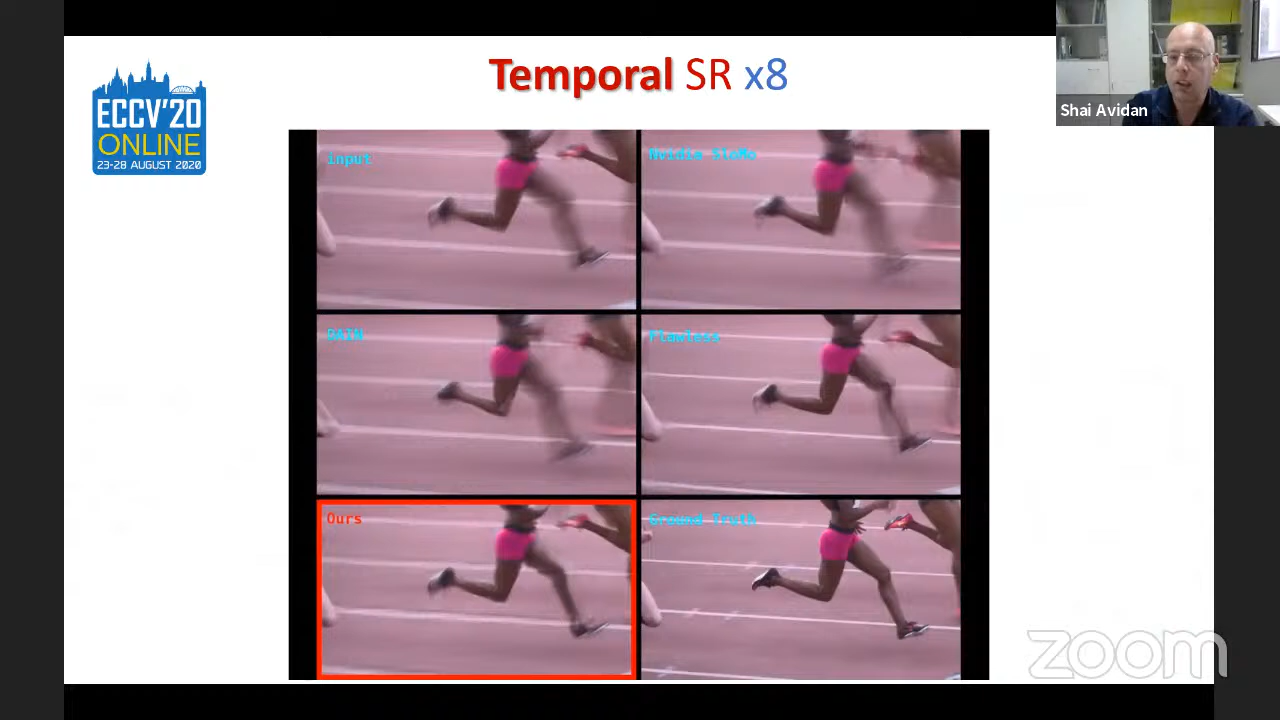 Temporal SR x8
ECCV'20
ONLINE
23-28 AUGUST 2020
Shai Avidan
input
Nvidia SloMo
DAIN
Flawless
Ours
Ground Truth
zoom